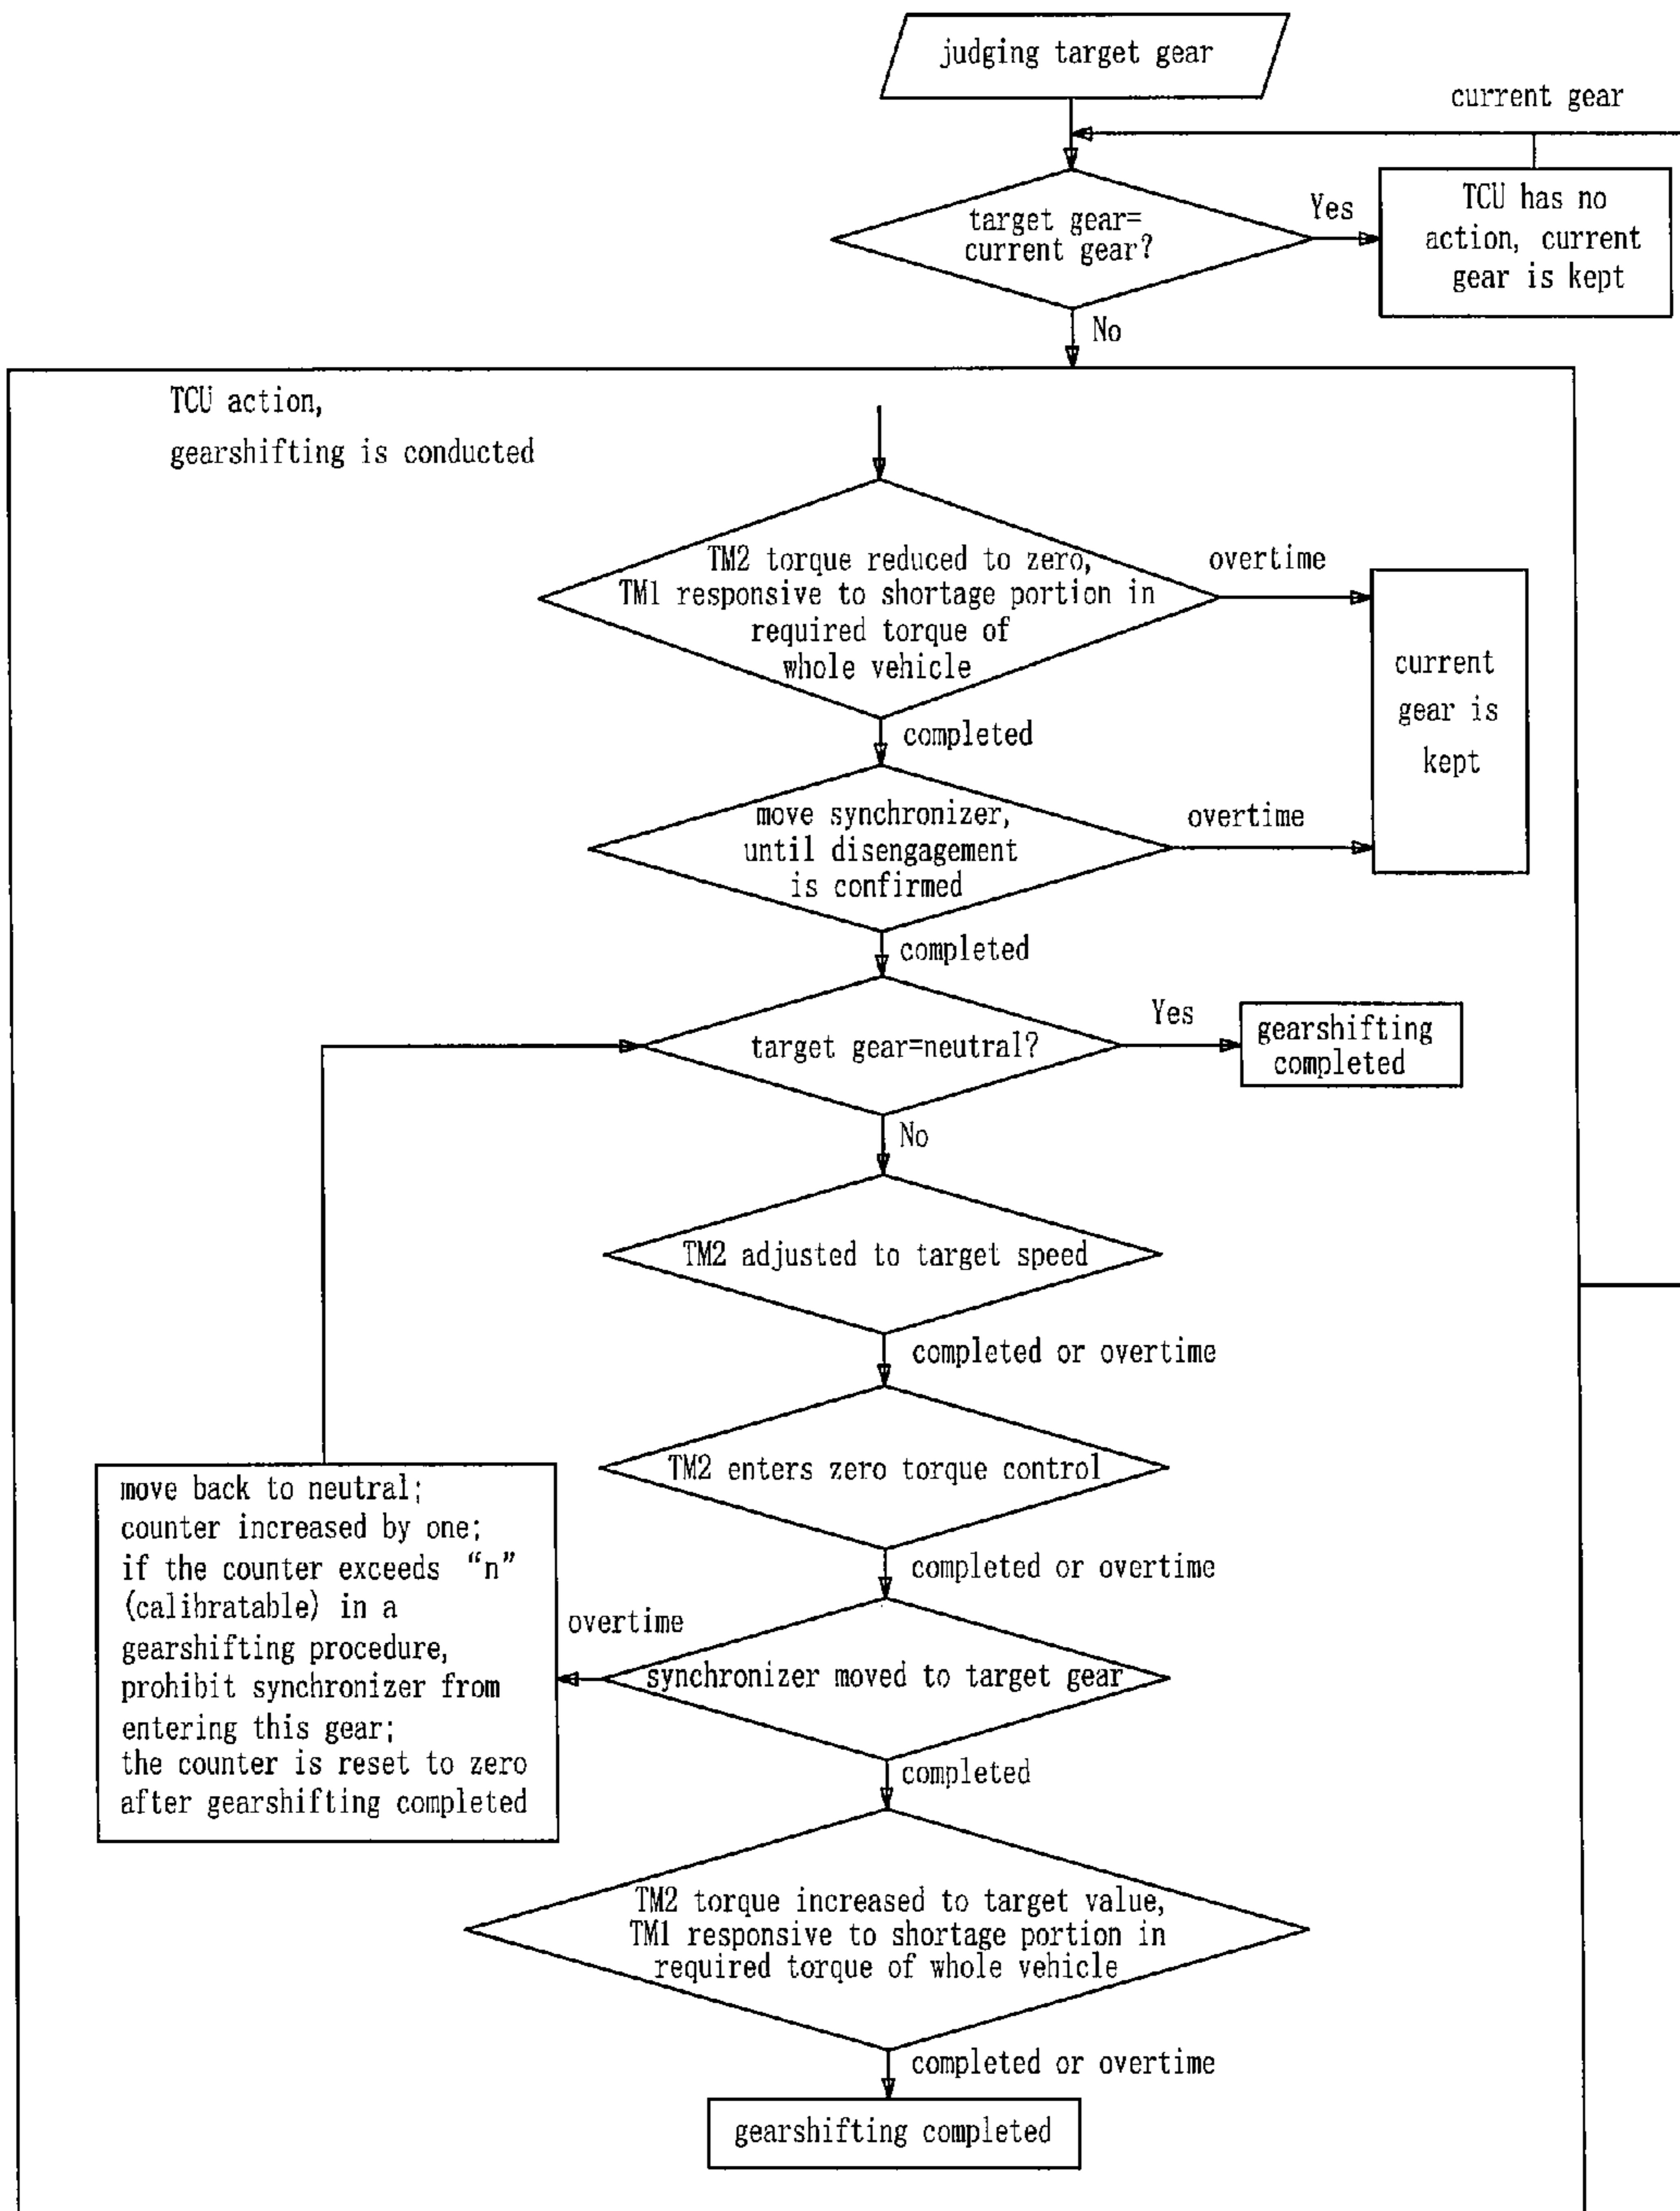 judging target gear
current gear
target gear=
current gear?
Yes
TCU has no
action, current
gear is kept
No
TCU action,
gearshifting is conducted
TM2 torque reduced to zero,
TM1 responsive to shortage portion in
required torque of
whole vehicle
overtime
current
gear is
kept
completed
move synchronizer,
until disengagement
is confirmed
overtime
completed
target gear=neutral?
Yes
gearshifting
completed
No
TM2 adjusted to target speed
completed or overtime
TM2 enters zero torque control
completed or overtime
move back to neutral;
counter increased by one;
if the counter exceeds “n”
(calibratable) in a
gearshifting procedure,
prohibit synchronizer from
entering this gear;
the counter is reset to zero
after gearshifting completed
overtime
synchronizer moved to target gear
completed
TM2 torque increased to target value,
TM1 responsive to shortage portion in
required torque of whole vehicle
completed or overtime
gearshifting completed